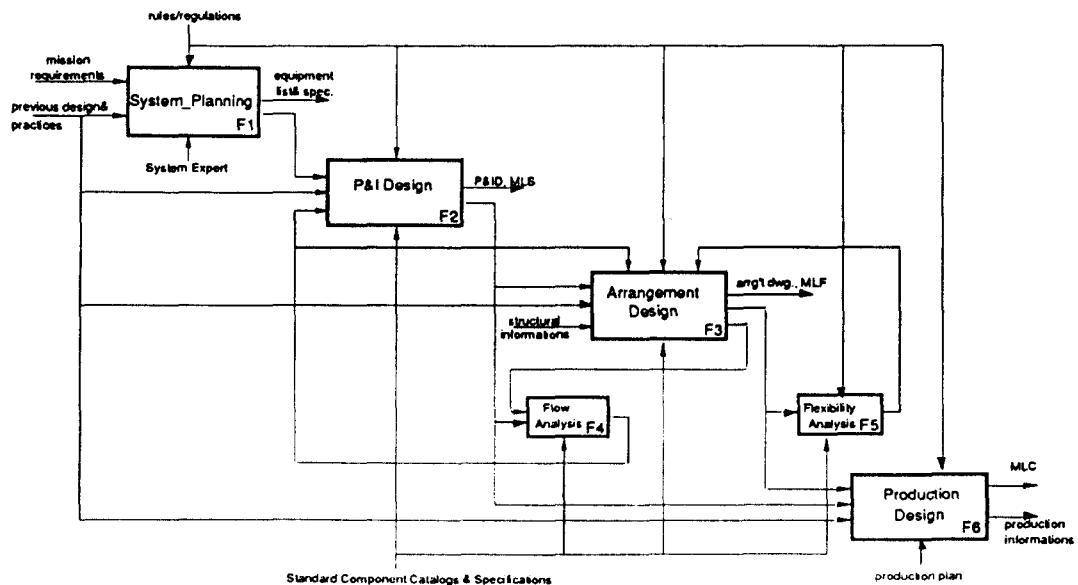 rules/regulations
mission
requirements
equipment
list& spec.
System_Planning
F1
previous design&
practices
System Expert
P&I Design
F2
P&ID, MLS
Arrangement
Design
F3
arrg't dwg., MLF
structural
informations
Flow
Analysis F4
Flexibility
Analysis F5
Production
Design
F6
MLC
production
informations
Standard Component Catalogs & Specifications
production plan